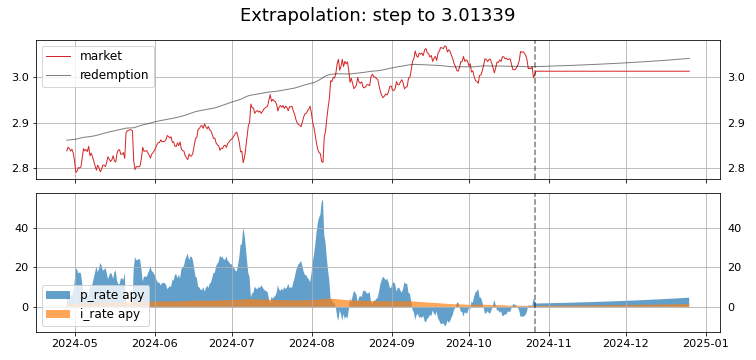 Extrapolation: step to 3.01339
market
redemption
3.0 3.0
2.9 2.9
2.8 2.8
40 40
20 20
0 0
p_rate apy
i_rate apy
2024-05 2024-06 2024-07 2024-08 2024-09 2024-10 2024-11 2024-12 2025-01